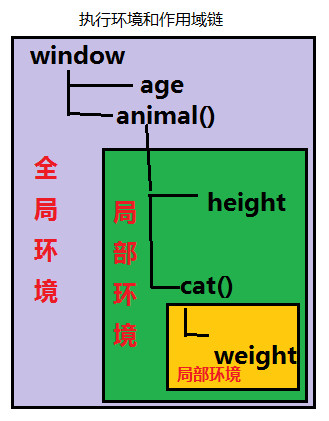 执行环境和作用域链
window
age
animal()
全局环境
局部环境
height
cat()
weight
局部环境